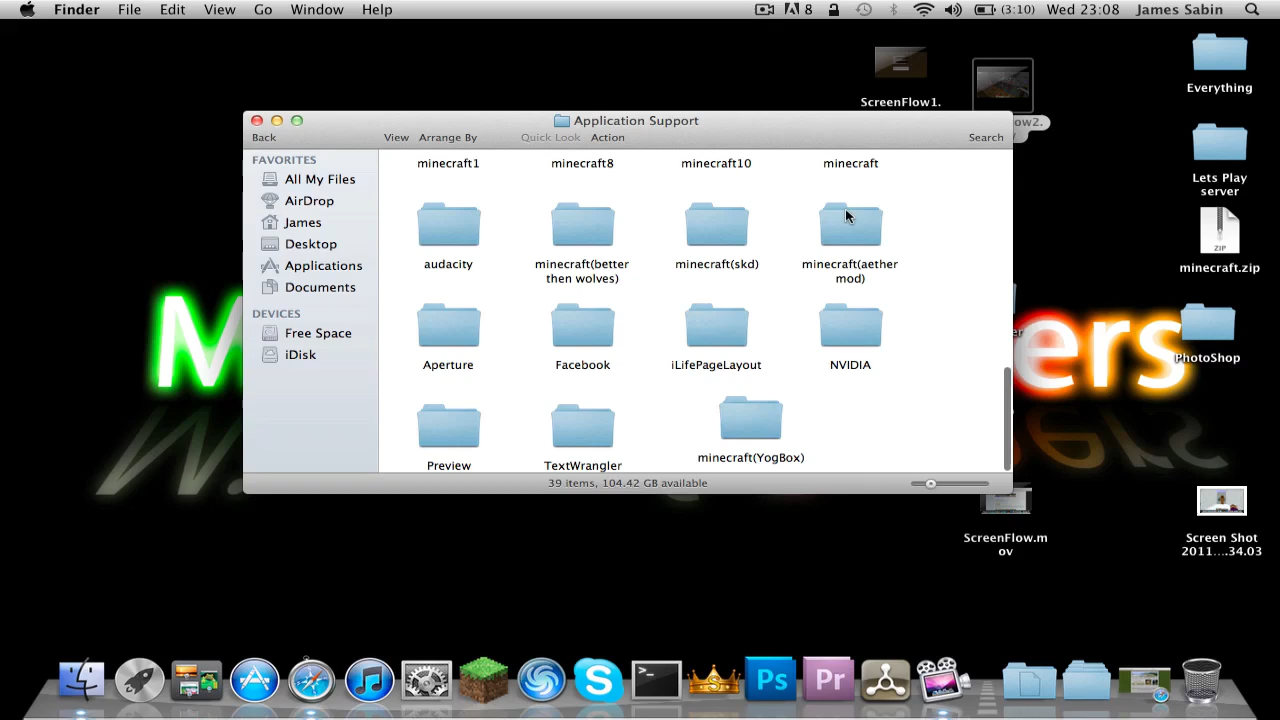 Finder File Edit View Go Window Help
8 (3:10) Wed 23:08 James Sabin
ScreenFlow1.
Everything
Application Support
Back View Arrange By Quick Look Action Search
FAVORITES
All My Files
AirDrop
James
Desktop
Applications
Documents
DEVICES
Free Space
iDisk
minecraft1 minecraft8 minecraft10 minecraft
audacity
minecraft(better
then wolves)
minecraft(skd)
minecraft(aether
mod)
Aperture Facebook iLifePageLayout NVIDIA
Preview TextWrangler minecraft(YogBox)
39 items, 104.42 GB available
Lets Play
server
ZIP
minecraft.zip
PhotoShop
ScreenFlow.m
ov
Screen Shot
2011...34.03
Ps Pr